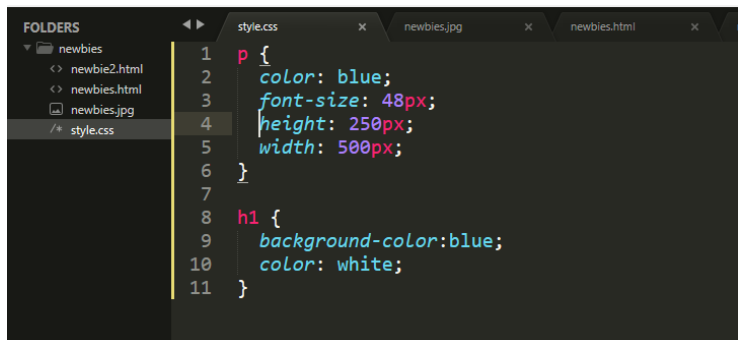 FOLDERS
newbies
<> newbie2.html
<> newbies.html
newbies.jpg
/* style.css
style.css × newbies.jpg × newbies.html ×
1 p {
2 color: blue;
3 font-size: 48px;
4 height: 250px;
5 width: 500px;
6 }
7
8 h1 {
9 background-color:blue;
10 color: white;
11 }